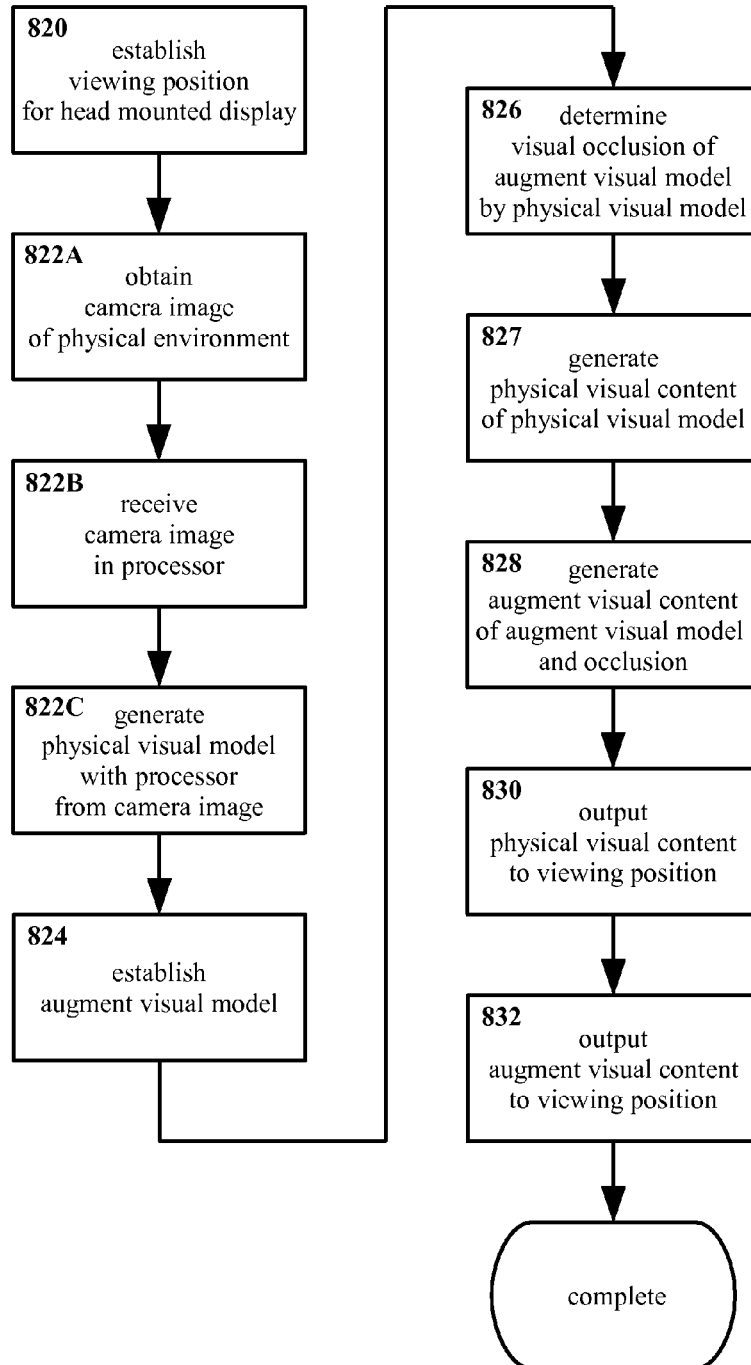 820
establish
viewing position
for head mounted display
822A
obtain
camera image
of physical environment
822B
receive
camera image
in processor
822C
generate
physical visual model
with processor
from camera image
824
establish
augment visual model
826
determine
visual occlusion of
augment visual model
by physical visual model
827
generate
physical visual content
of physical visual model
828
generate
augment visual content
of augment visual model
and occlusion
830
output
physical visual content
to viewing position
832
output
augment visual content
to viewing position
complete